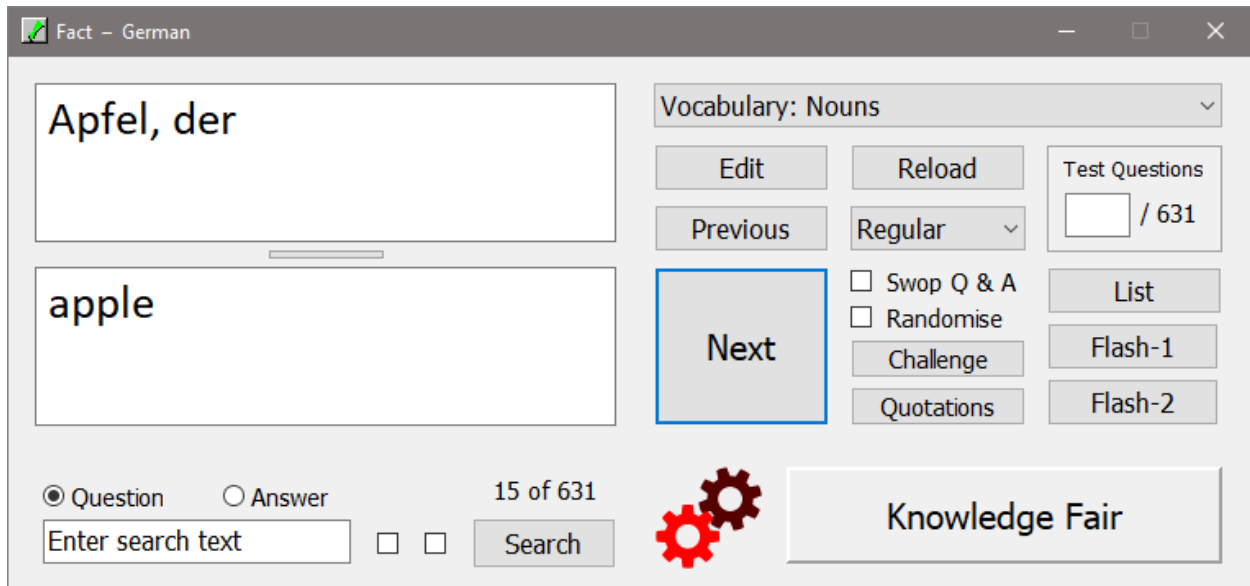 Fact – German
Apfel, der
apple
Vocabulary: Nouns
Edit
Reload
Test Questions
/ 631
Previous
Regular
Next
Swop Q & A
Randomise
Challenge
Quotations
List
Flash-1
Flash-2
Question
Answer
15 of 631
Enter search text
Search
Knowledge Fair